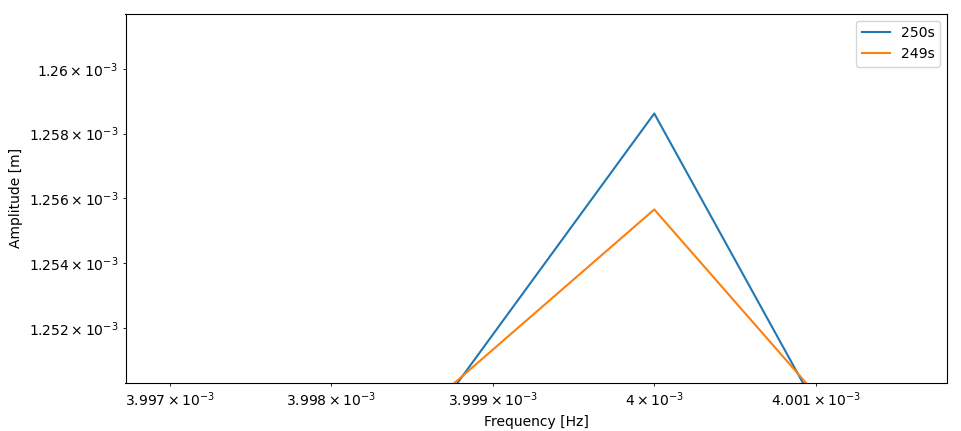 250s
249s
1.26 × 10⁻³
1.258 × 10⁻³
1.256 × 10⁻³
1.254 × 10⁻³
1.252 × 10⁻³
Amplitude [m]
3.997 × 10⁻³ 3.998 × 10⁻³ 3.999 × 10⁻³ 4 × 10⁻³ 4.001 × 10⁻³
Frequency [Hz]